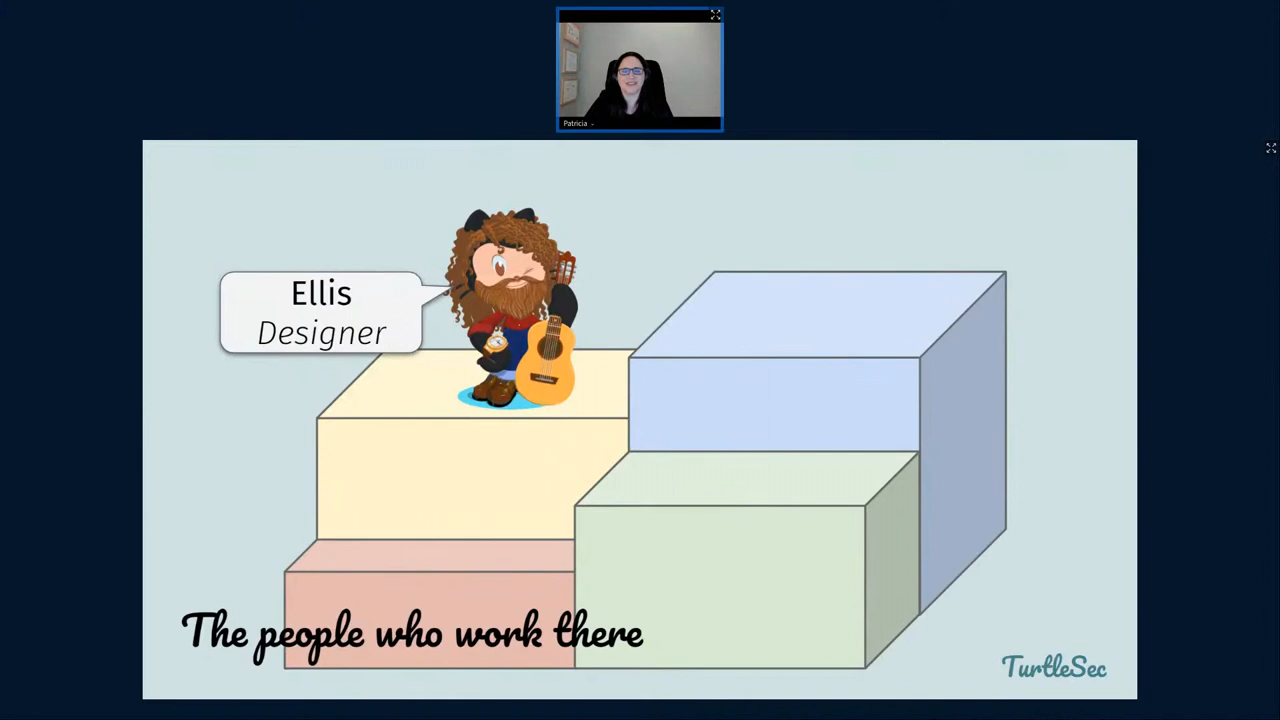 Patricia
Ellis
Designer
The people who work there
TurtleSec